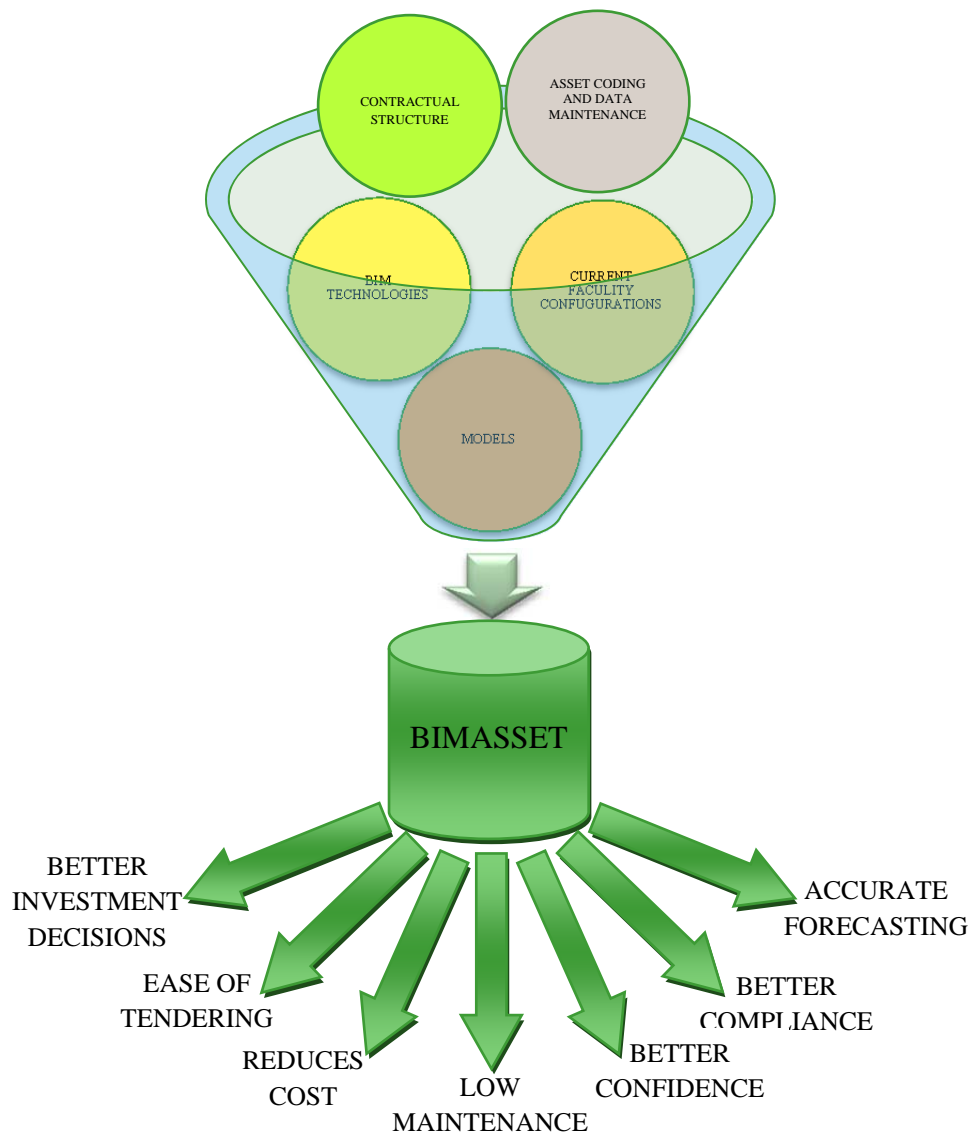 CONTRACTUAL
STRUCTURE
ASSET CODING
AND DATA
MAINTENANCE
BIM
TECHNOLOGIES
CURRENT
FACULITY
CONFUGURATIONS
MODELS
BIMASSET
BETTER
INVESTMENT
DECISIONS
EASE OF
TENDERING
REDUCES
COST
LOW
MAINTENANCE
BETTER
CONFIDENCE
BETTER
COMPLIANCE
ACCURATE
FORECASTING